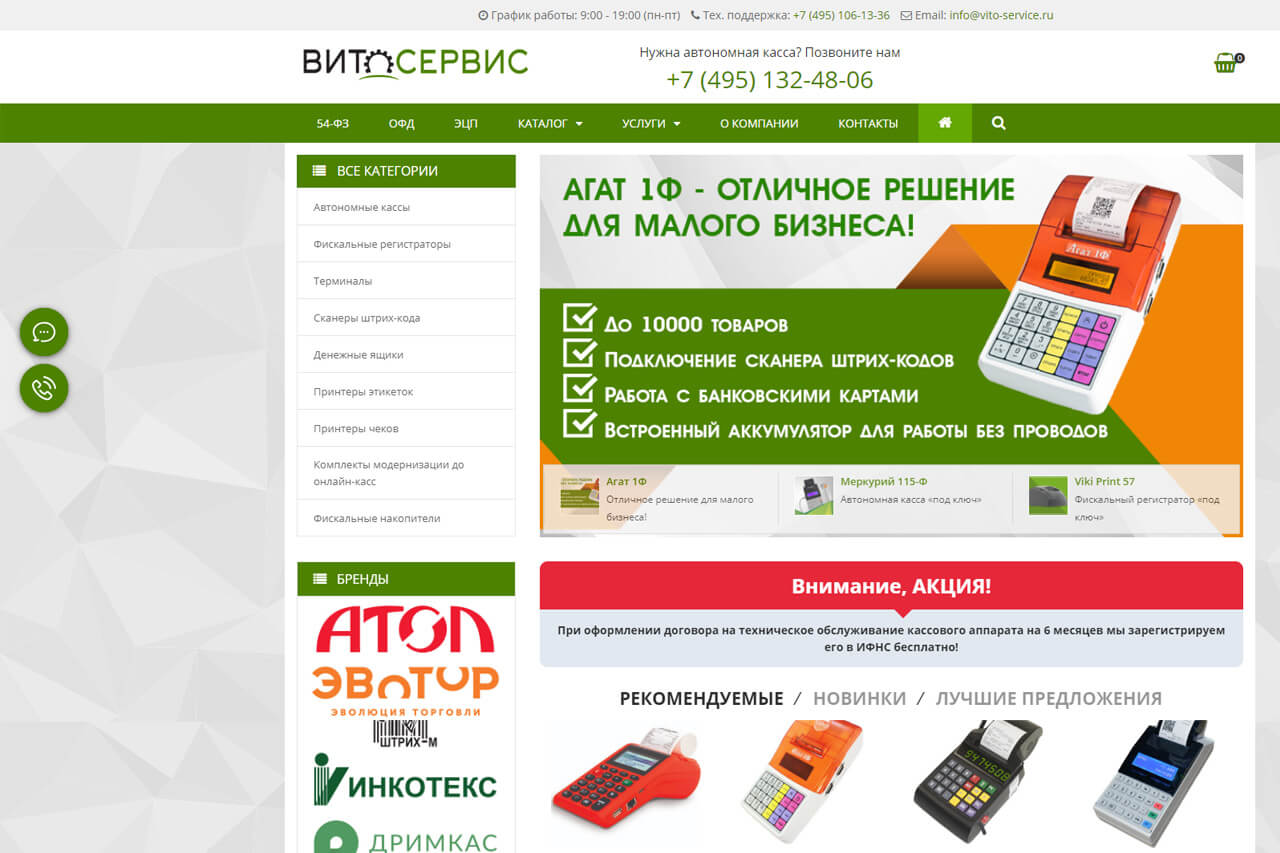 График работы: 9:00 - 19:00 (пн-пт) Тех. поддержка: +7 (495) 106-13-36 Email: info@vito-service.ru
ВИТОСЕРВИС
Нужна автономная касса? Позвоните нам
+7 (495) 132-48-06
0
54-ФЗ ОФД ЭЦП КАТАЛОГ УСЛУГИ О КОМПАНИИ КОНТАКТЫ
ВСЕ КАТЕГОРИИ
Автономные кассы
Фискальные регистраторы
Терминалы
Сканеры штрих-кода
Денежные ящики
Принтеры этикеток
Принтеры чеков
Комплекты модернизации до
онлайн-касс
Фискальные накопители
АГАТ 1Ф - ОТЛИЧНОЕ РЕШЕНИЕ
ДЛЯ МАЛОГО БИЗНЕСА!
До 10000 товаров
Подключение сканера штрих-кодов
Работа с банковскими картами
Встроенный аккумулятор для работы без проводов
Агат 1Ф
Агат 1Ф
Отличное решение для малого
бизнеса!
Меркурий 115-Ф
Автономная касса «под ключ»
Viki Print 57
Фискальный регистратор «под
ключ»
БРЕНДЫ
АТОЛ
ЭВОТОР
ЭВОЛЮЦИЯ ТОРГОВЛИ
ШТРИХ-М
ИНКОТЕКС
ДРИМКАС
Внимание, АКЦИЯ!
При оформлении договора на техническое обслуживание кассового аппарата на 6 месяцев мы зарегистрируем
его в ИФНС бесплатно!
РЕКОМЕНДУЕМЫЕ / НОВИНКИ / ЛУЧШИЕ ПРЕДЛОЖЕНИЯ
Агат 1Ф
9474508